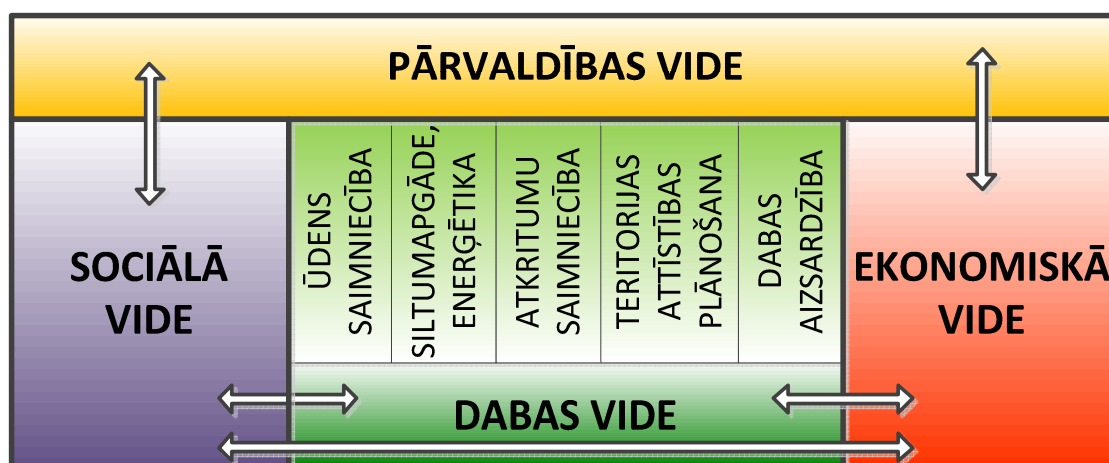 PĀRVALDĪBAS VIDE
SOCIĀLĀ
VIDE
ŪDENS
SAIMNIECĪBA
SILTUMAPGĀDE,
ENERĢĒTIKA
ATKRITUMU
SAIMNIECĪBA
TERITORIJAS
ATTĪSTĪBAS
PLĀNOŠANA
DABAS
AIZSARDZĪBA
EKONOMISKĀ
VIDE
DABAS VIDE